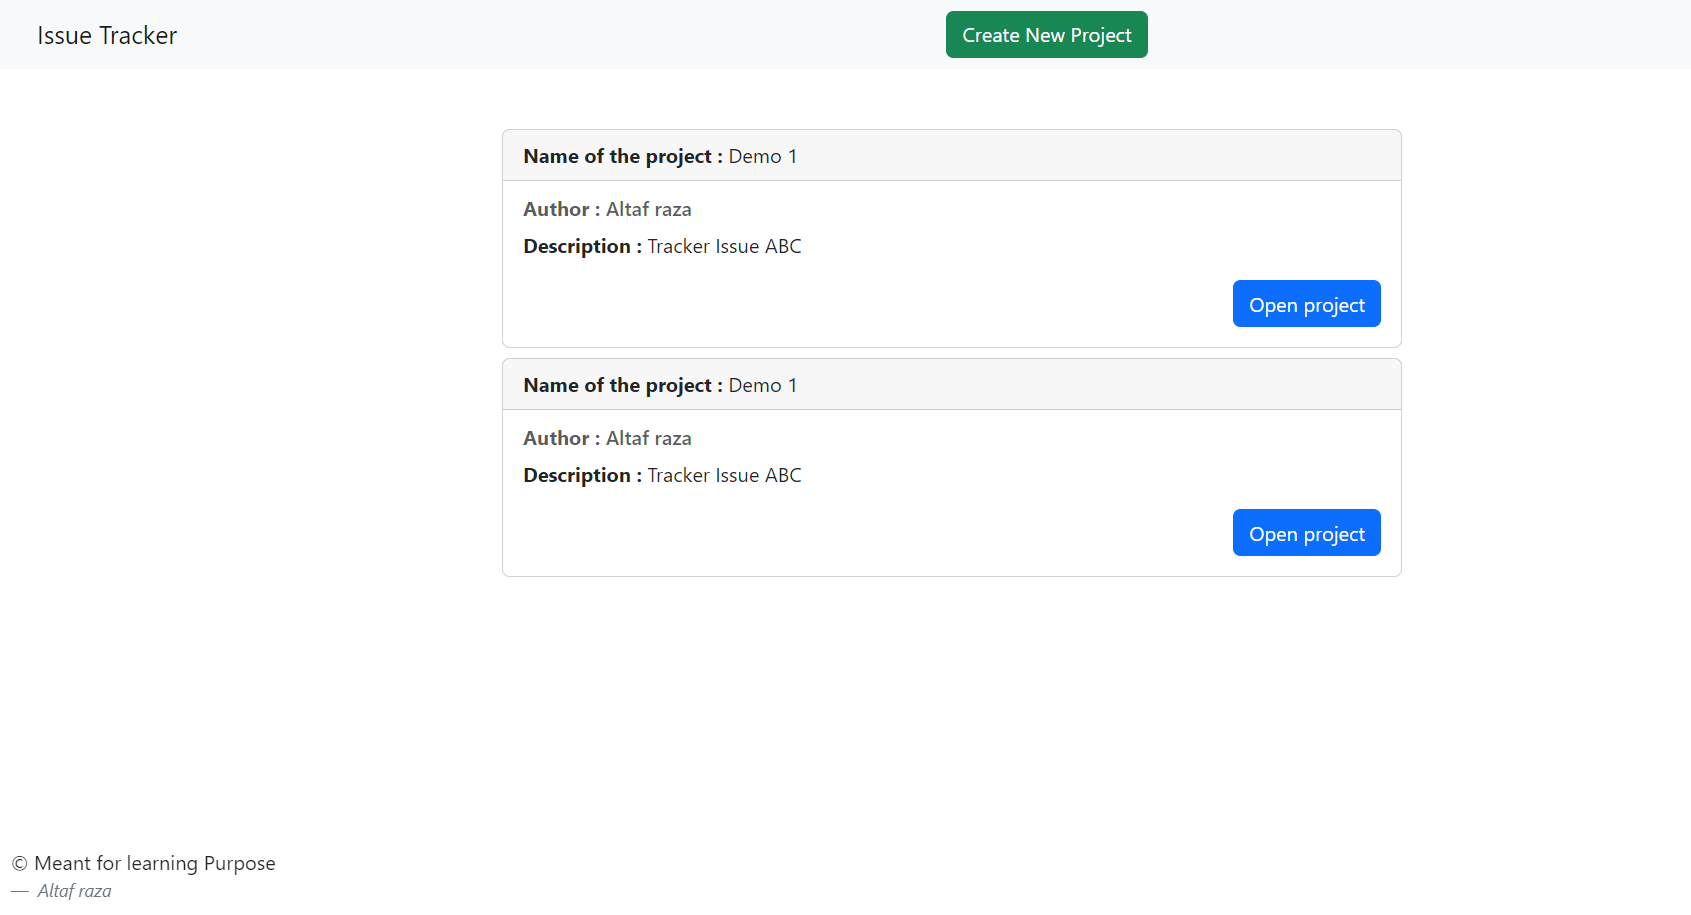 Issue Tracker
Create New Project
Name of the project : Demo 1
Author : Altaf raza
Description : Tracker Issue ABC
Open project
Name of the project : Demo 1
Author : Altaf raza
Description : Tracker Issue ABC
Open project
© Meant for learning Purpose
— Altaf raza